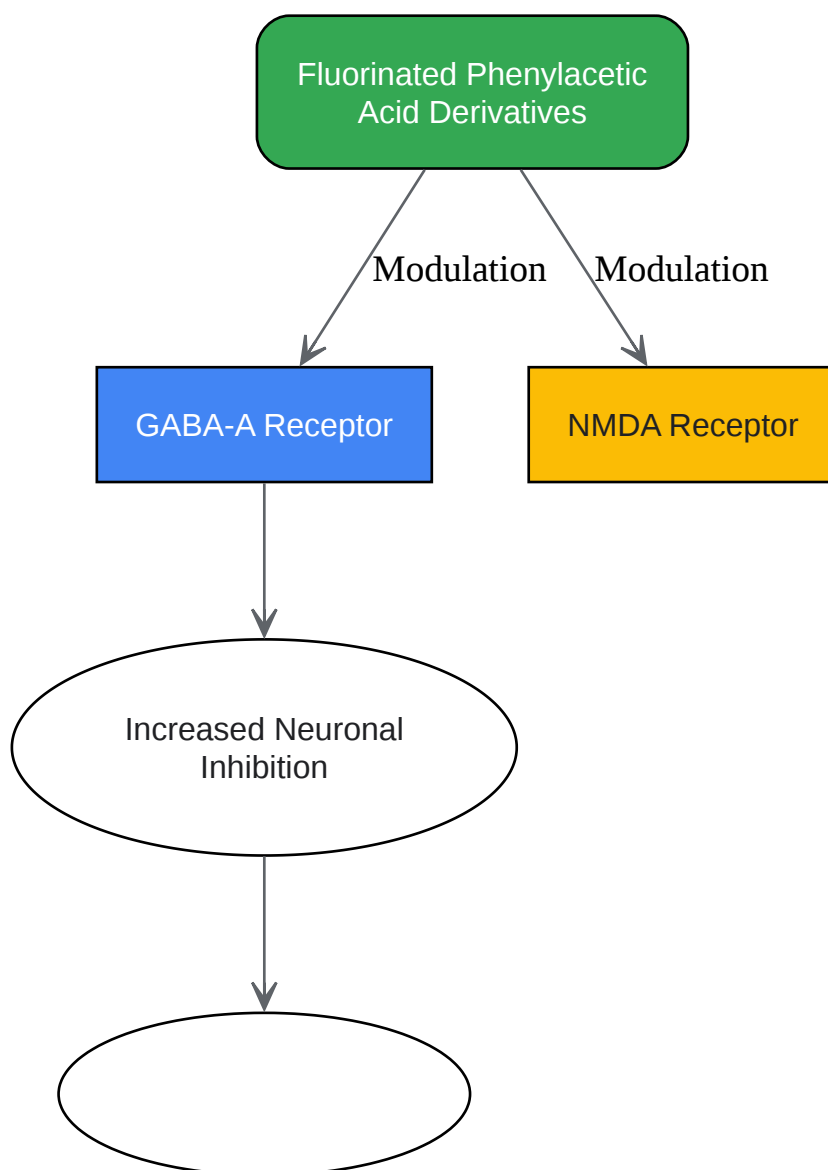 Fluorinated Phenylacetic
Acid Derivatives
Modulation
Modulation
GABA-A Receptor
NMDA Receptor
Increased Neuronal
Inhibition